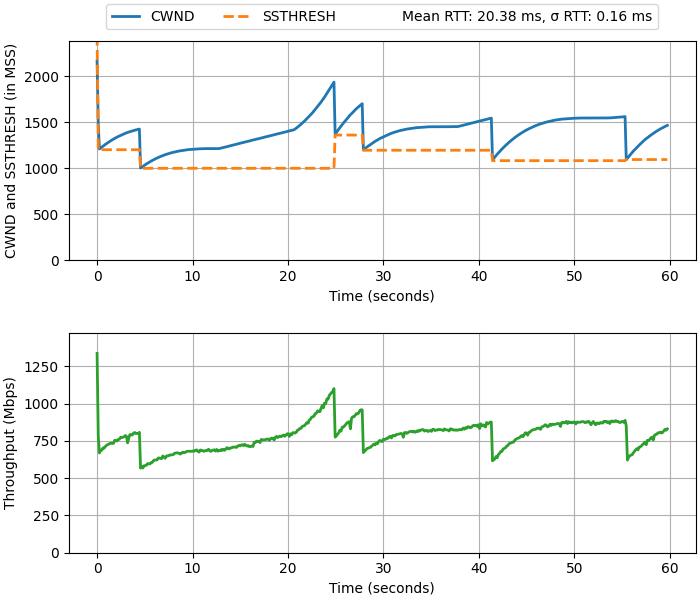 CWND SSTHRESH Mean RTT: 20.38 ms, σ RTT: 0.16 ms
CWND and SSTHRESH (in MSS)
2000
1500
1000
500
0
0 10 20 30 40 50 60
Time (seconds)
Throughput (Mbps)
1250
1000
750
500
250
0
0 10 20 30 40 50 60
Time (seconds)